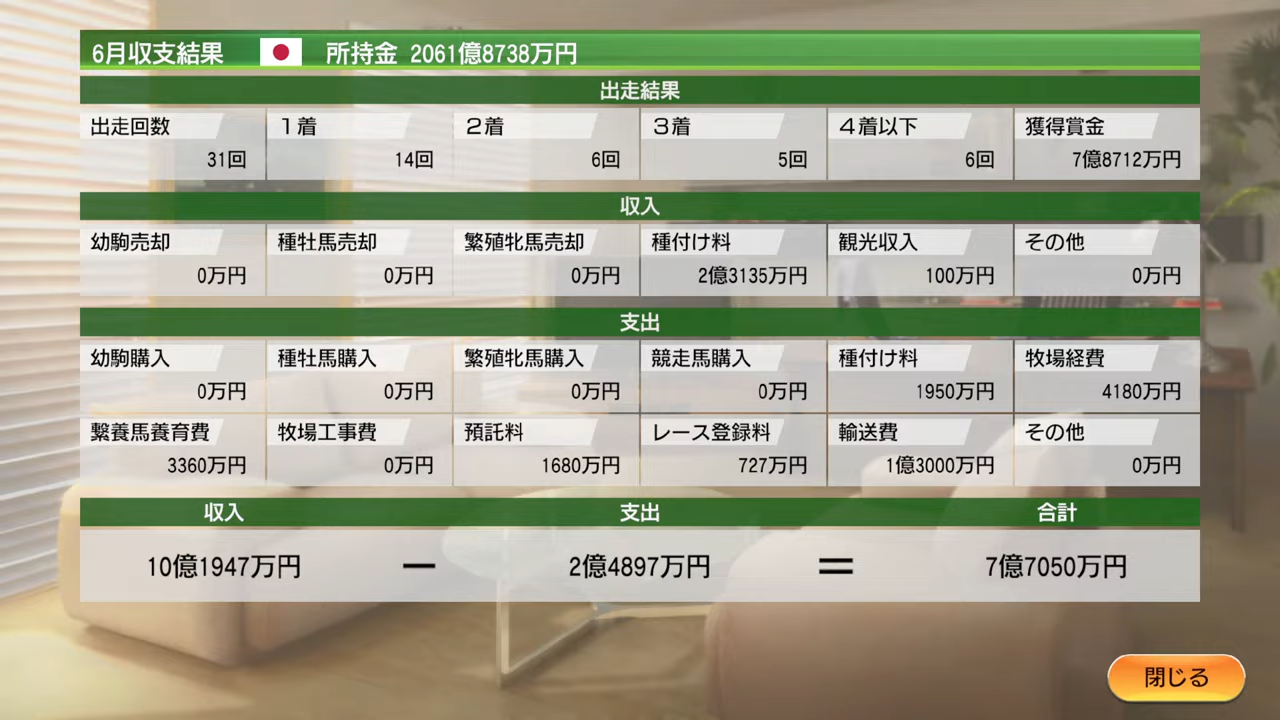 6月収支結果 所持金 2061億8738万円
出走結果
出走回数 1着 2着 3着 4着以下 獲得賞金
31回 14回 6回 5回 6回 7億8712万円
収入
幼駒売却 種牡馬売却 繁殖牝馬売却 種付け料 観光収入 その他
0万円 0万円 0万円 2億3135万円 100万円 0万円
支出
幼駒購入 種牡馬購入 繁殖牝馬購入 競走馬購入 種付け料 牧場経費
0万円 0万円 0万円 0万円 1950万円 4180万円
繋養馬養育費 牧場工事費 預託料 レース登録料 輸送費 その他
3360万円 0万円 1680万円 727万円 1億3000万円 0万円
収入 支出 合計
10億1947万円 － 2億4897万円 ＝ 7億7050万円
閉じる